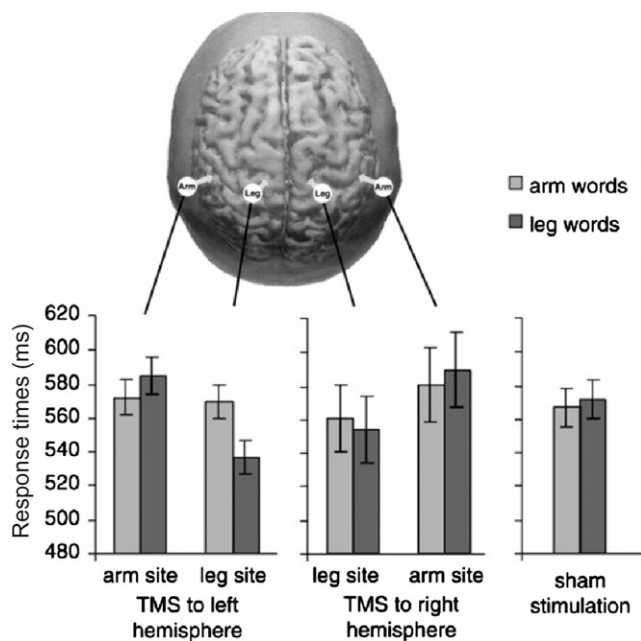 Arm
Leg
Leg
Arm
arm words
leg words
Response times (ms)
620
600
580
560
540
520
500
480
arm site
leg site
TMS to left
hemisphere
leg site
arm site
TMS to right
hemisphere
sham
stimulation